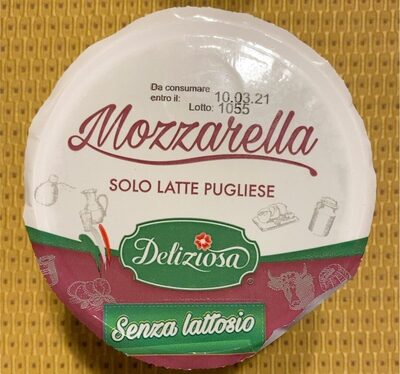 Da consumare
entro il: 10.03.21
Lotto: 1055
Mozzarella
SOLO LATTE PUGLIESE
Deliziosa
®
Senza lattosio